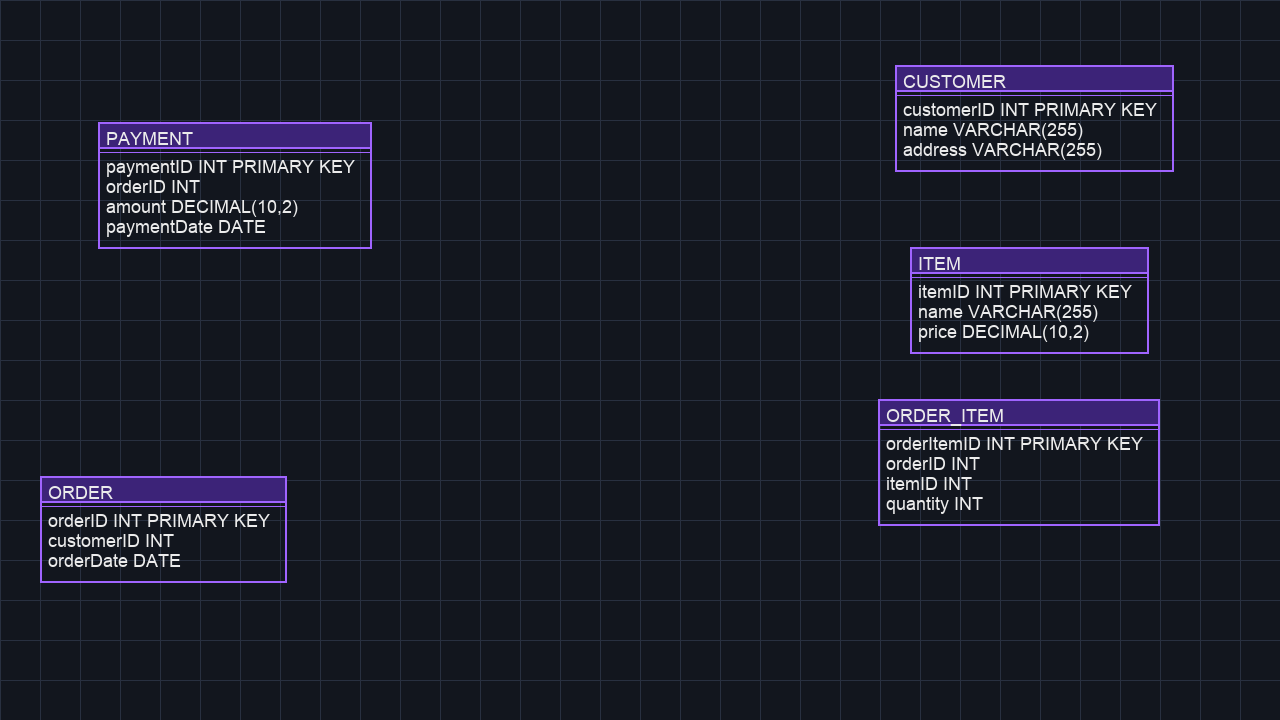 PAYMENT
paymentID INT PRIMARY KEY
orderID INT
amount DECIMAL(10,2)
paymentDate DATE
ORDER
orderID INT PRIMARY KEY
customerID INT
orderDate DATE
CUSTOMER
customerID INT PRIMARY KEY
name VARCHAR(255)
address VARCHAR(255)
ITEM
itemID INT PRIMARY KEY
name VARCHAR(255)
price DECIMAL(10,2)
ORDER_ITEM
orderItemID INT PRIMARY KEY
orderID INT
itemID INT
quantity INT